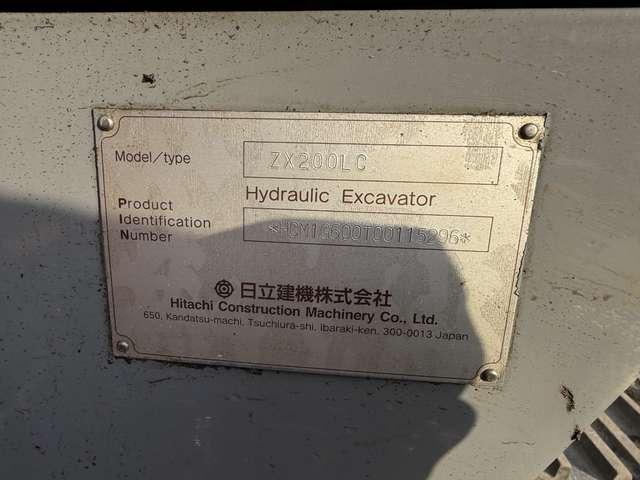 Model/type ZX200LC
Hydraulic Excavator
Product
Identification
Number *HCM1G600T00115296*
日立建機株式会社
Hitachi Construction Machinery Co., Ltd.
650, Kandatsu-machi, Tsuchiura-shi, Ibaraki-ken, 300-0013 Japan